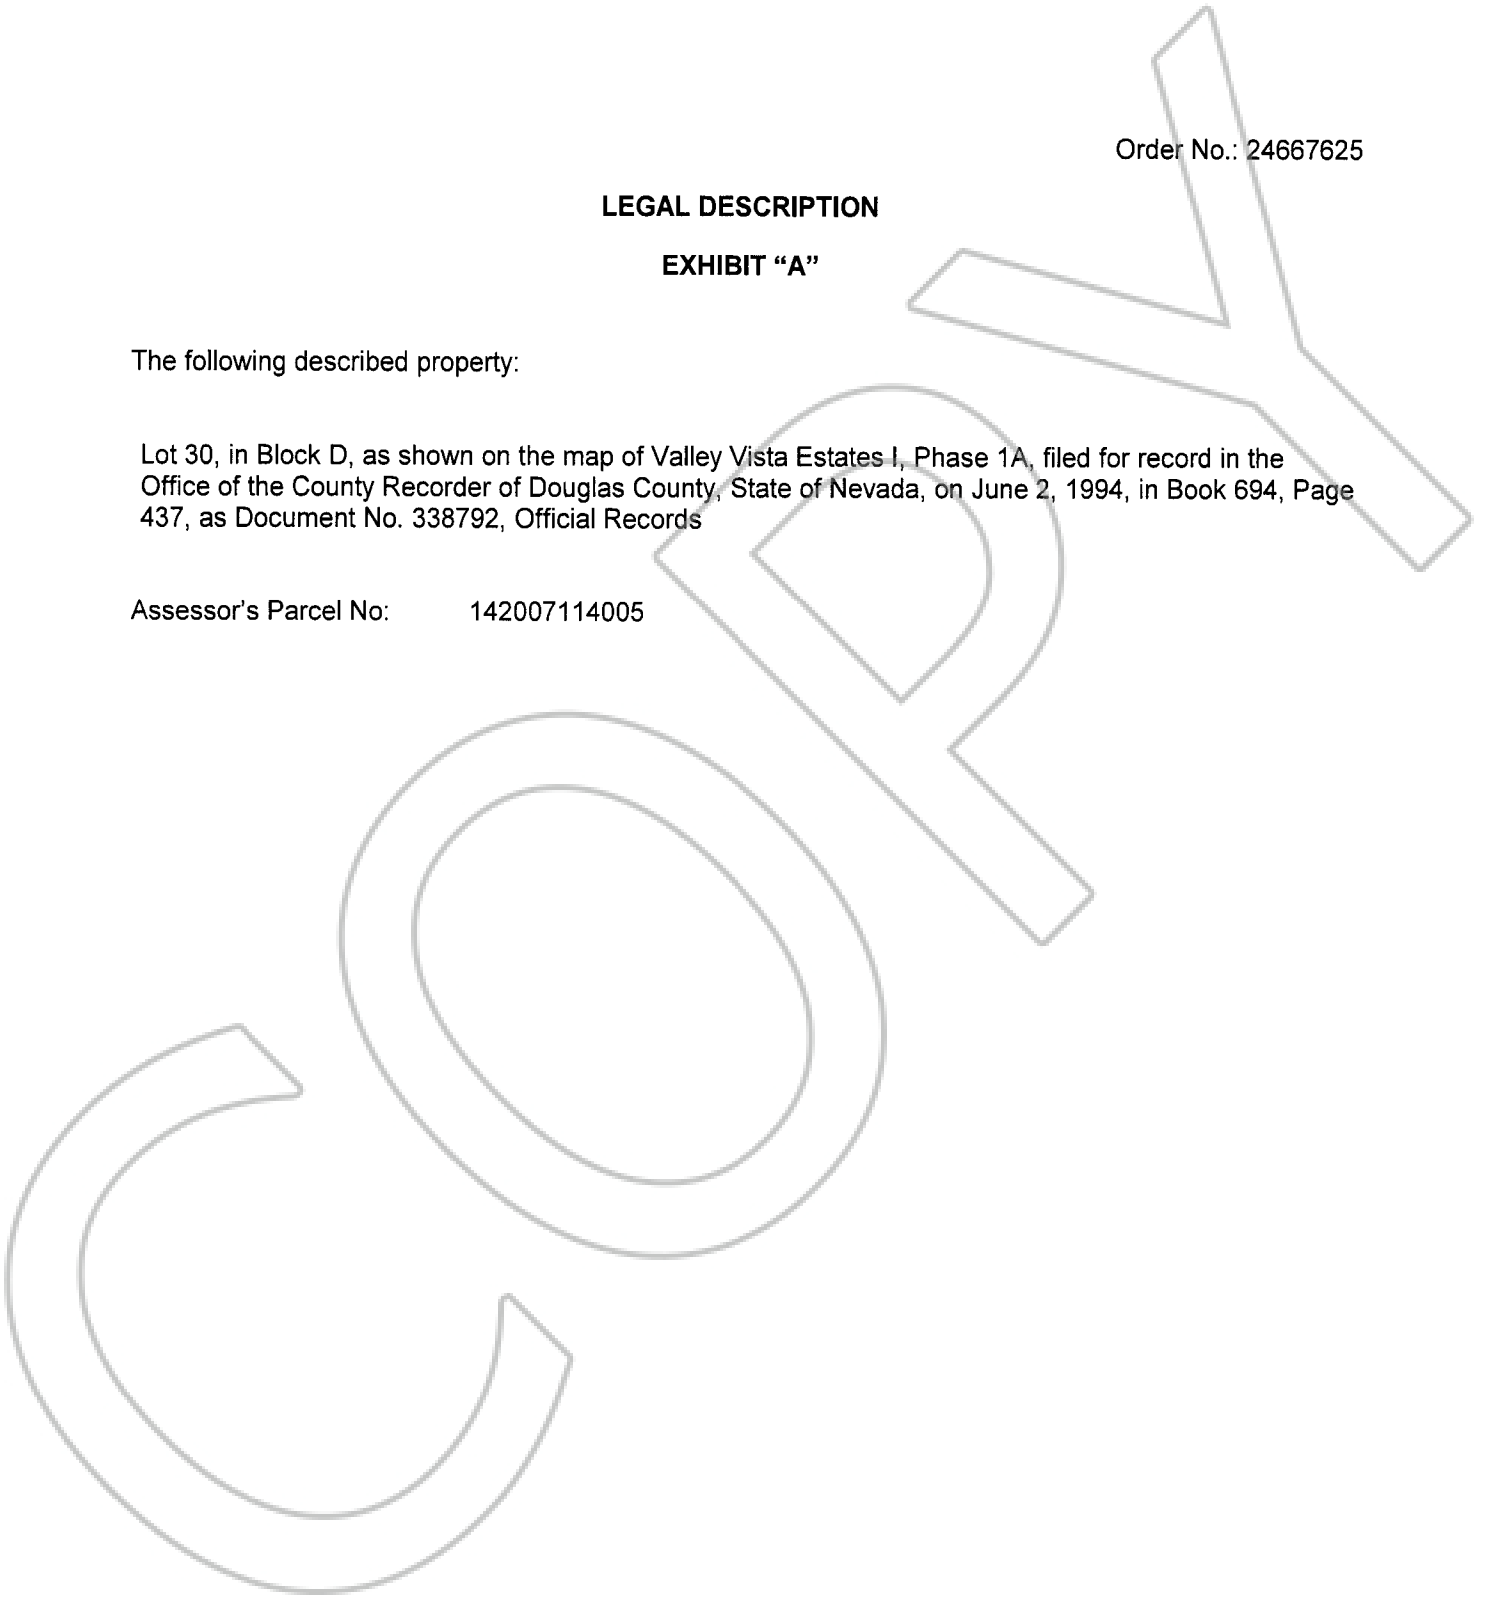 Order No.: 24667625
LEGAL DESCRIPTION
EXHIBIT “A”
The following described property:
Lot 30, in Block D, as shown on the map of Valley Vista Estates I, Phase 1A, filed for record in the
Office of the County Recorder of Douglas County, State of Nevada, on June 2, 1994, in Book 694, Page
437, as Document No. 338792, Official Records
Assessor’s Parcel No: 142007114005
COPY